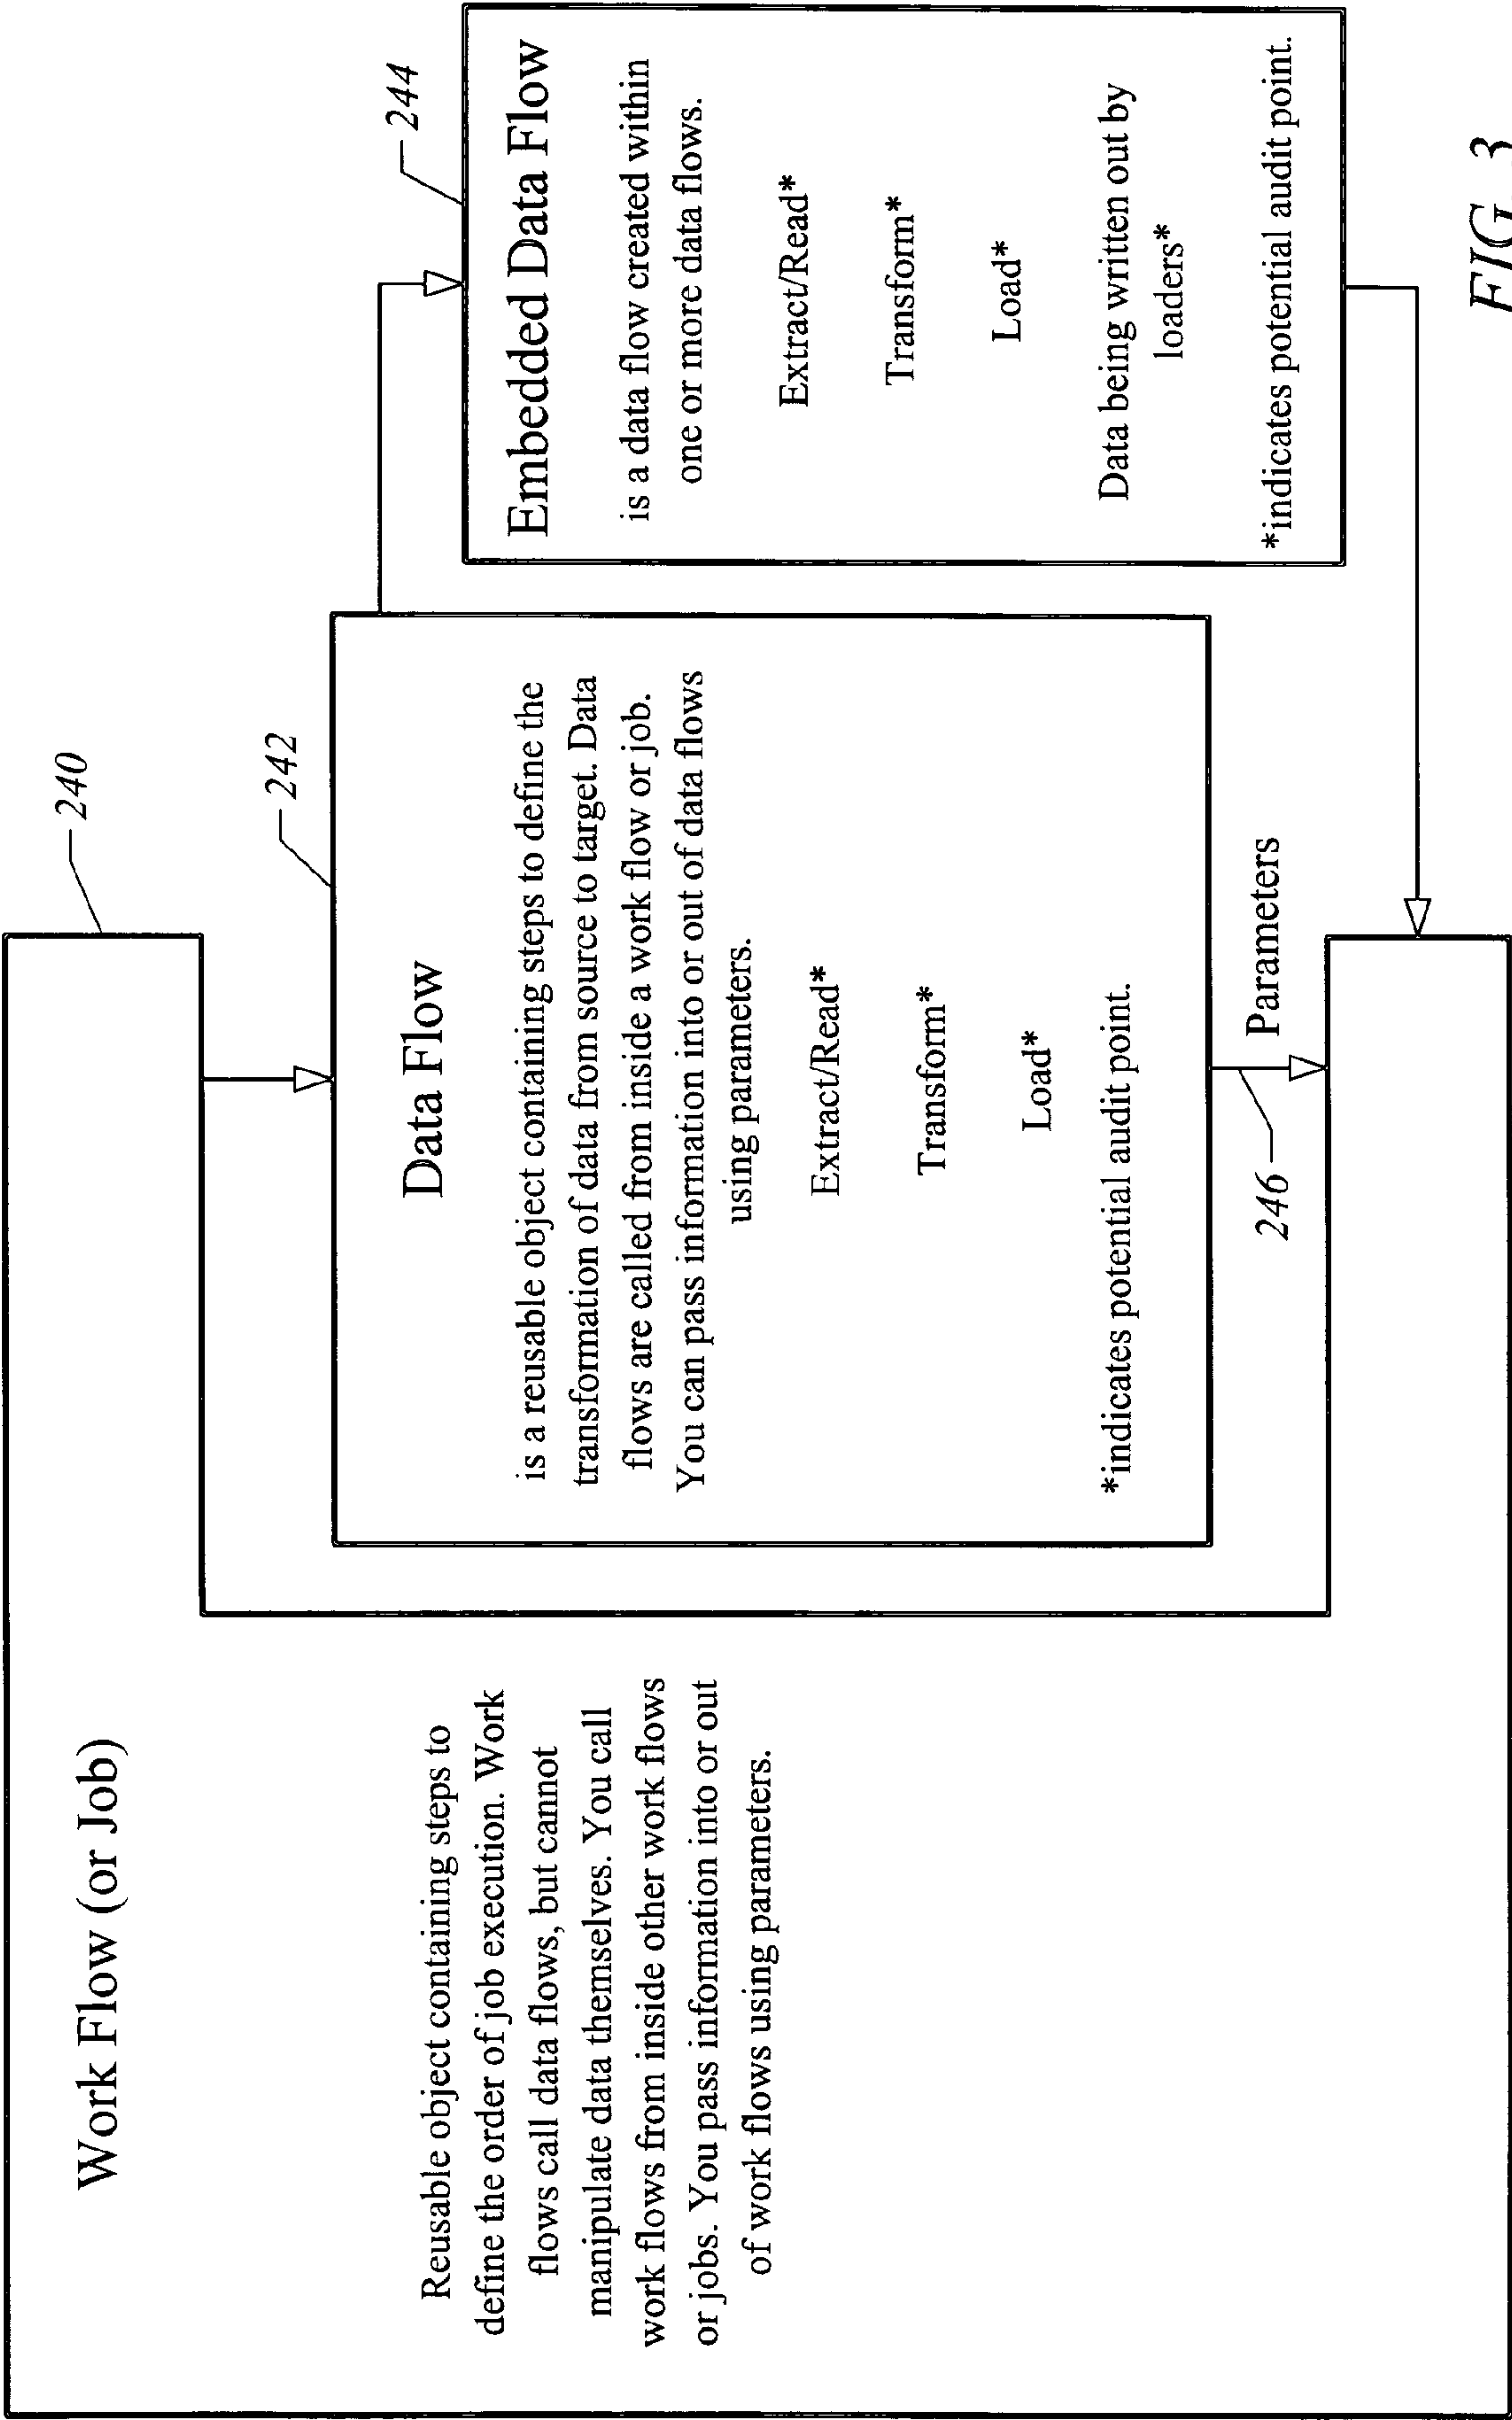 Work Flow (or Job)
Reusable object containing steps to
define the order of job execution. Work
flows call data flows, but cannot
manipulate data themselves. You call
work flows from inside other work flows
or jobs. You pass information into or out
of work flows using parameters.
240
242
Data Flow
is a reusable object containing steps to define the
transformation of data from source to target. Data
flows are called from inside a work flow or job.
You can pass information into or out of data flows
using parameters.
Extract/Read*
Transform*
Load*
*indicates potential audit point.
246
Parameters
244
Embedded Data Flow
is a data flow created within
one or more data flows.
Extract/Read*
Transform*
Load*
Data being written out by
loaders*
*indicates potential audit point.
FIG. 3